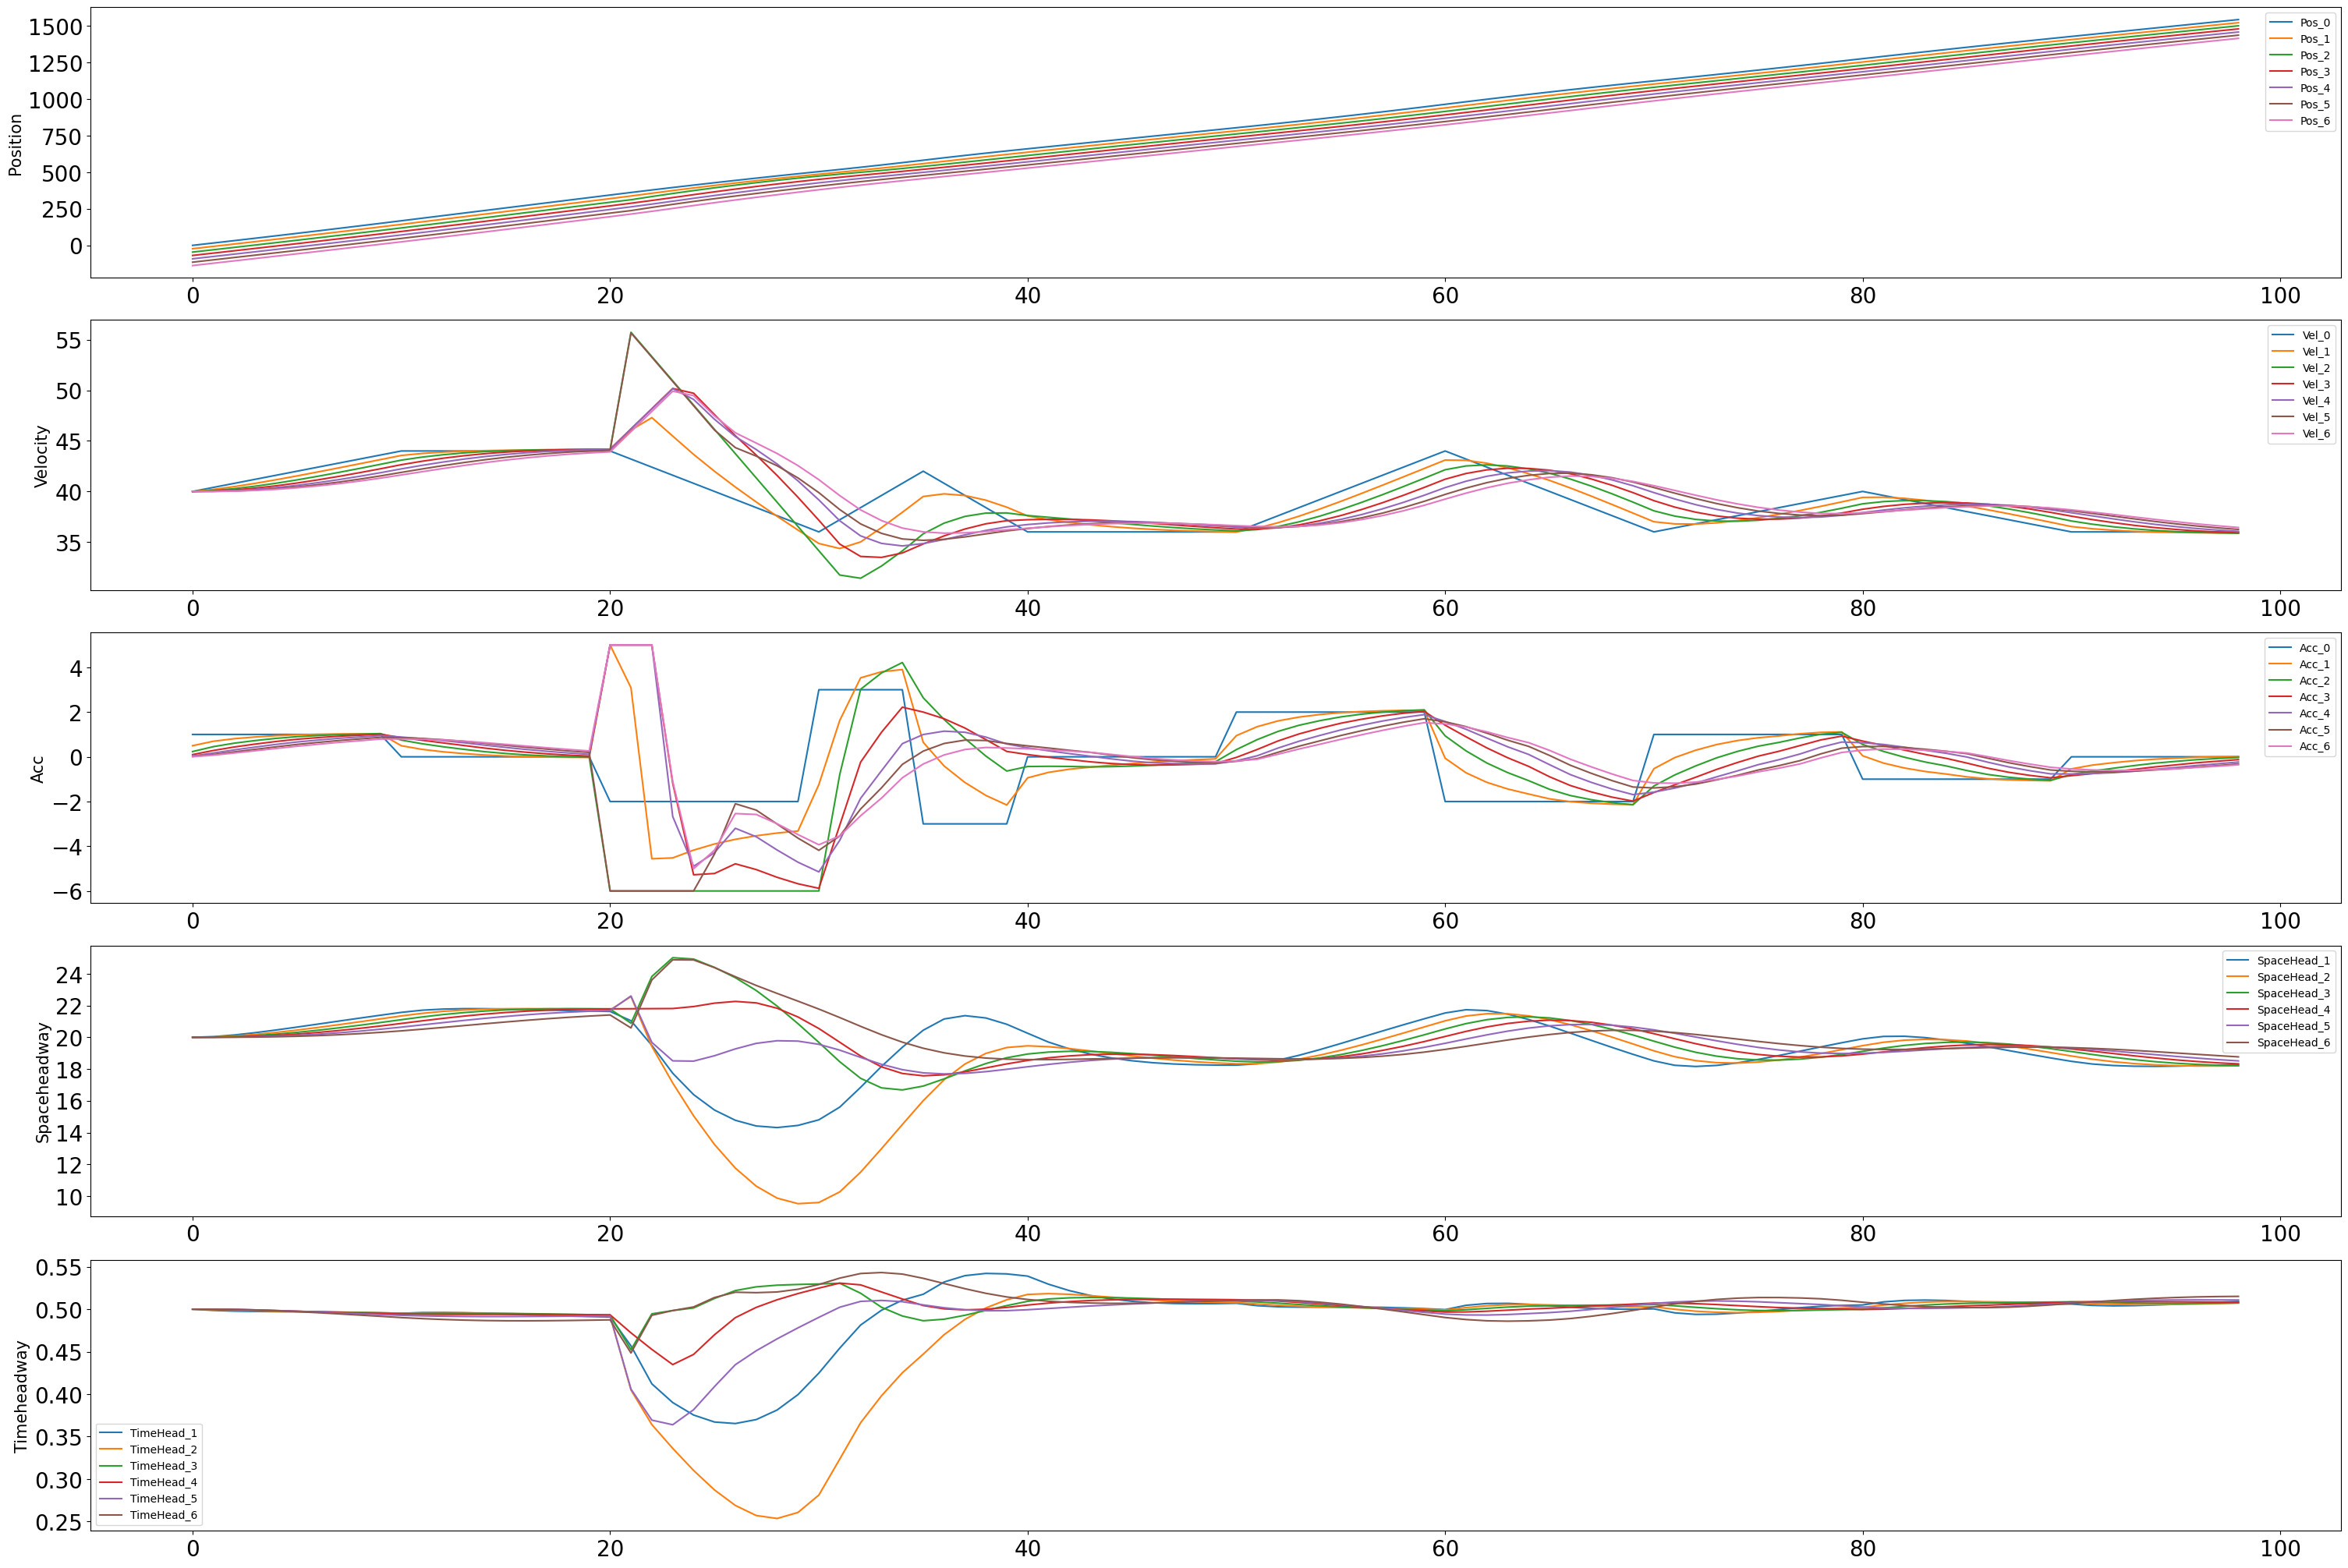 Position
1500
1250
1000
750
500
250
0
Pos_0
Pos_1
Pos_2
Pos_3
Pos_4
Pos_5
Pos_6
0 20 40 60 80 100
Velocity
55
50
45
40
35
Vel_0
Vel_1
Vel_2
Vel_3
Vel_4
Vel_5
Vel_6
0 20 40 60 80 100
Acc
4
2
0
−2
−4
−6
Acc_0
Acc_1
Acc_2
Acc_3
Acc_4
Acc_5
Acc_6
0 20 40 60 80 100
Spaceheadway
24
22
20
18
16
14
12
10
SpaceHead_1
SpaceHead_2
SpaceHead_3
SpaceHead_4
SpaceHead_5
SpaceHead_6
0 20 40 60 80 100
Timeheadway
0.55
0.50
0.45
0.40
0.35
0.30
0.25
TimeHead_1
TimeHead_2
TimeHead_3
TimeHead_4
TimeHead_5
TimeHead_6
0 20 40 60 80 100